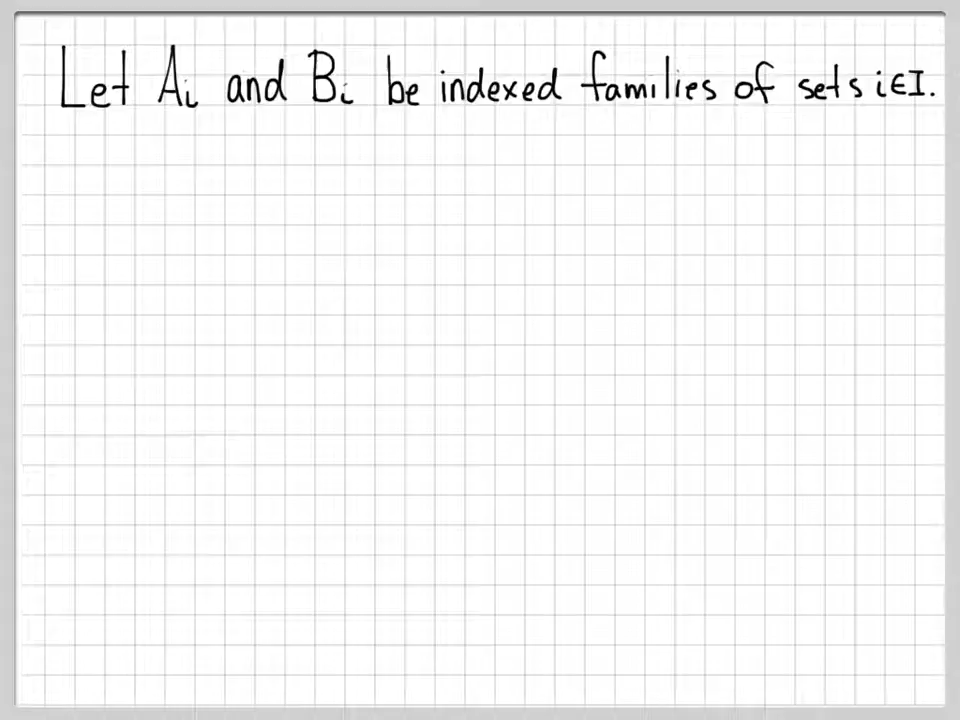 Let Ai and Bi be indexed families of sets i∈I.